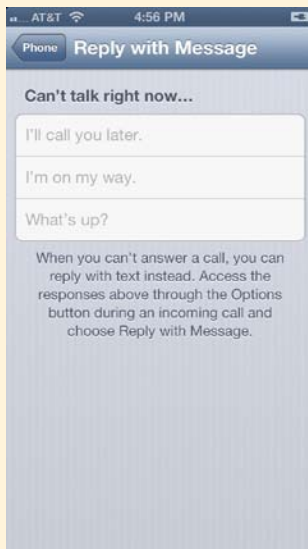 AT&T 4:56 PM
Phone Reply with Message
Can't talk right now...
I'll call you later.
I'm on my way.
What's up?
When you can't answer a call, you can
reply with text instead. Access the
responses above through the Options
button during an incoming call and
choose Reply with Message.